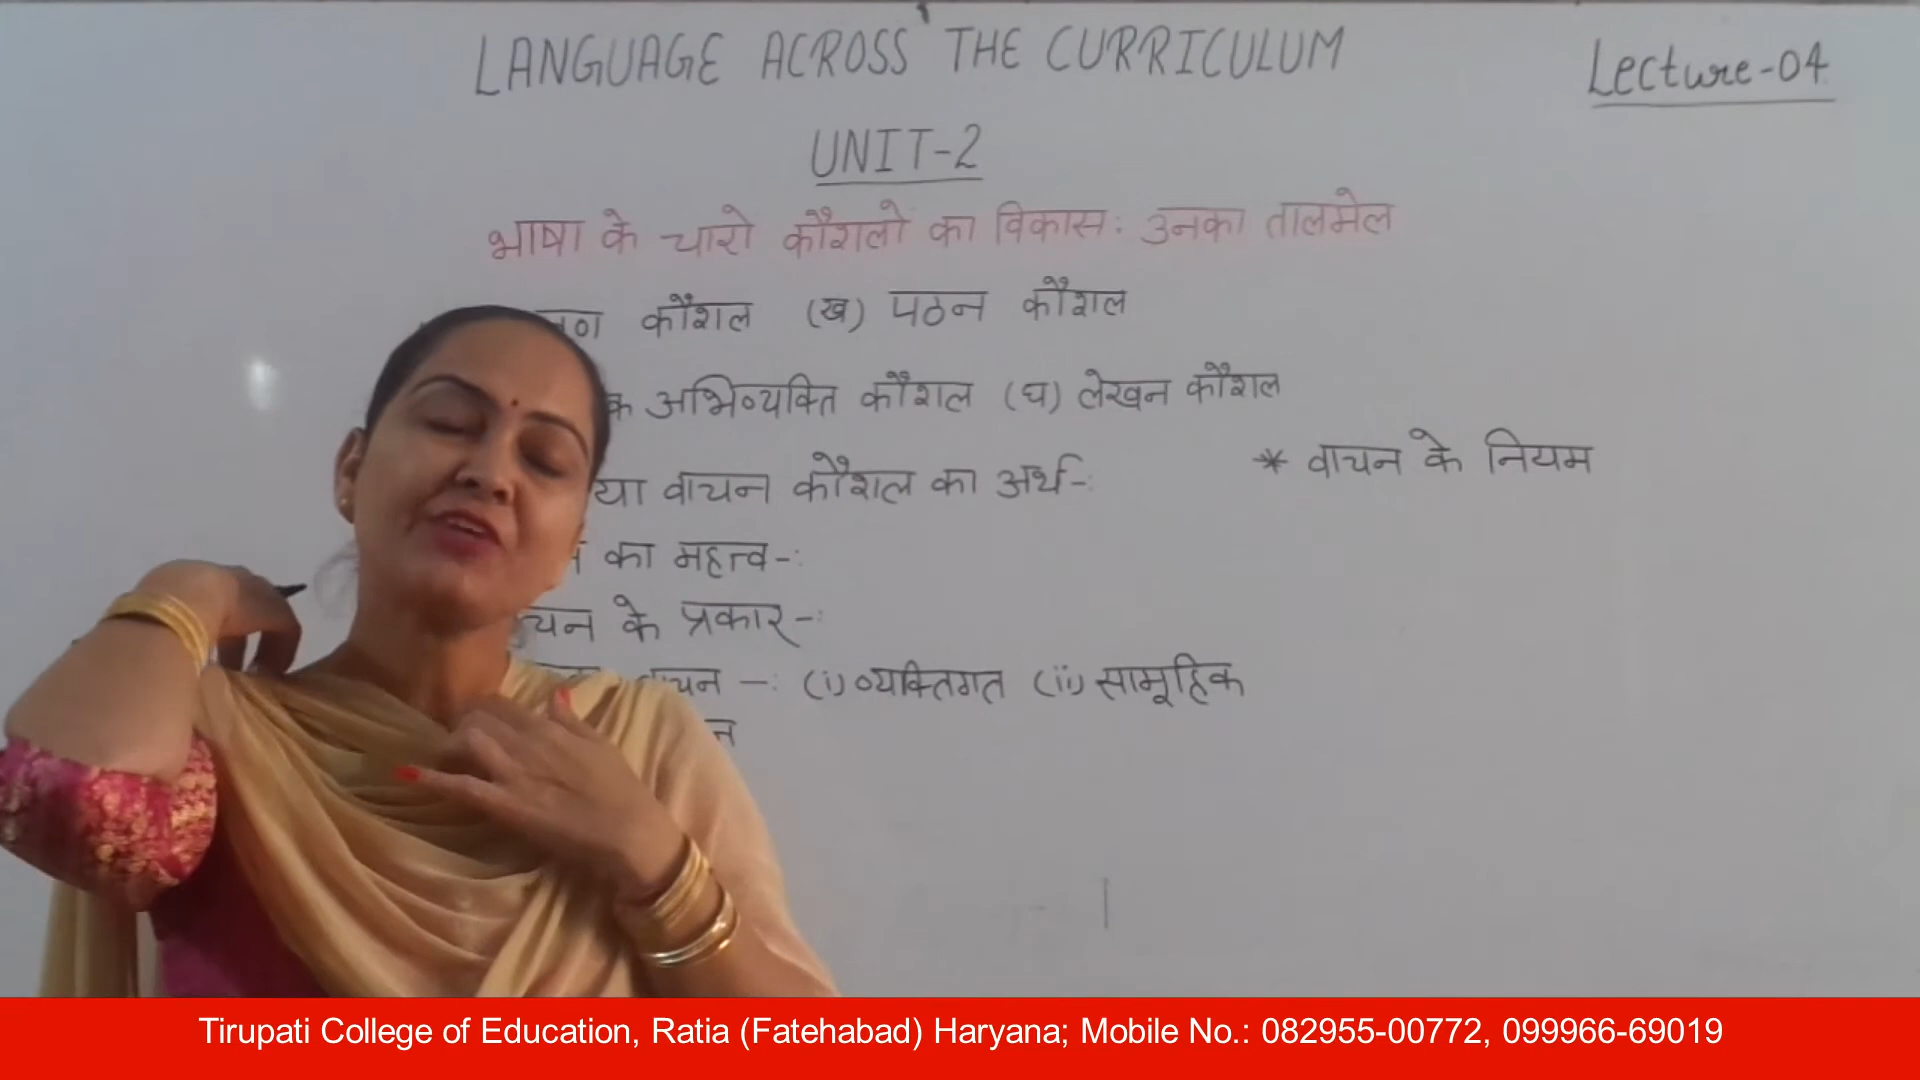 LANGUAGE ACROSS THE CURRICULUM
Lecture-04
UNIT-2
भाषा के चारो कौशलो का विकास: उनका तालमेल
कौशल (ख) पठन कौशल
अभिव्यक्ति कौशल (घ) लेखन कौशल
या वाचन कौशल का अर्थ-:
* वाचन के नियम
का महत्व-:
के प्रकार-:
-: (i) व्यक्तिगत (ii) सामूहिक
Tirupati College of Education, Ratia (Fatehabad) Haryana; Mobile No.: 082955-00772, 099966-69019